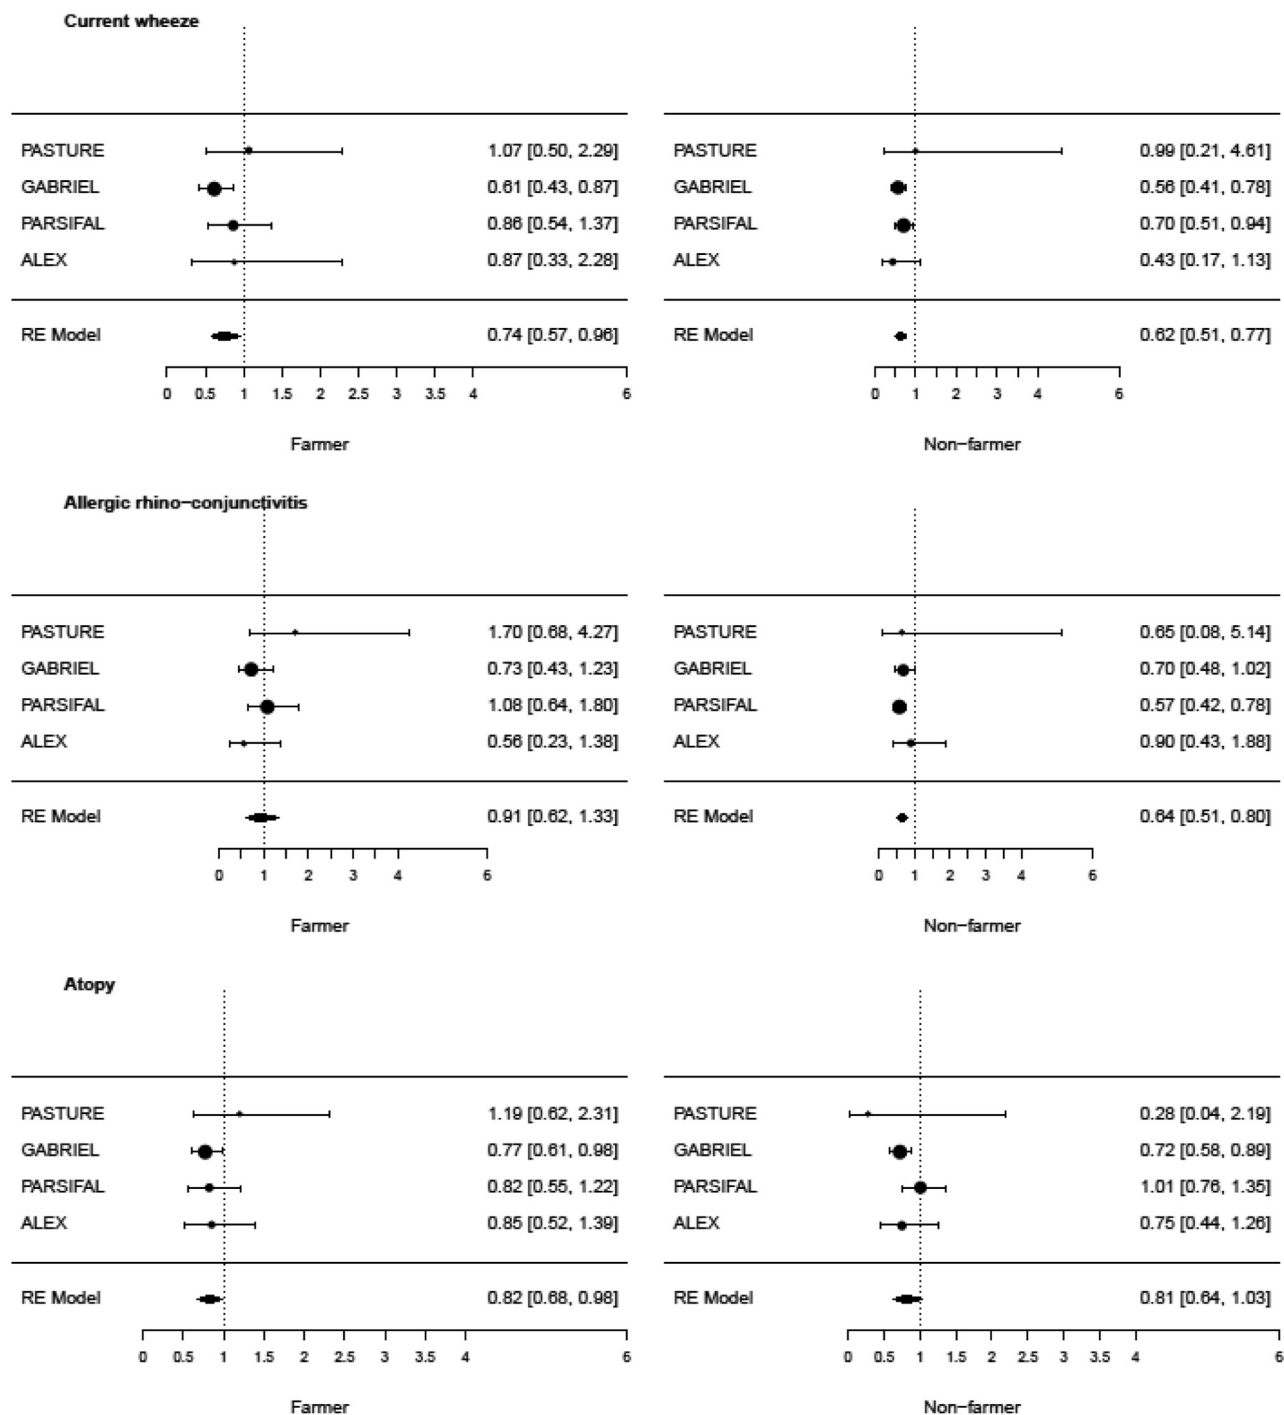 Current wheeze
PASTURE 1.07 [0.50, 2.29]
GABRIEL 0.61 [0.43, 0.87]
PARSIFAL 0.86 [0.54, 1.37]
ALEX 0.87 [0.33, 2.28]
RE Model 0.74 [0.57, 0.96]
0 0.5 1 1.5 2 2.5 3 3.5 4 6
Farmer
PASTURE 0.99 [0.21, 4.61]
GABRIEL 0.56 [0.41, 0.78]
PARSIFAL 0.70 [0.51, 0.94]
ALEX 0.43 [0.17, 1.13]
RE Model 0.62 [0.51, 0.77]
0 1 2 3 4 6
Non-farmer
Allergic rhino-conjunctivitis
PASTURE 1.70 [0.68, 4.27]
GABRIEL 0.73 [0.43, 1.23]
PARSIFAL 1.08 [0.64, 1.80]
ALEX 0.56 [0.23, 1.38]
RE Model 0.91 [0.62, 1.33]
0 1 2 3 4 6
Farmer
PASTURE 0.65 [0.08, 5.14]
GABRIEL 0.70 [0.48, 1.02]
PARSIFAL 0.57 [0.42, 0.78]
ALEX 0.90 [0.43, 1.88]
RE Model 0.64 [0.51, 0.80]
0 1 2 3 4 6
Non-farmer
Atopy
PASTURE 1.19 [0.62, 2.31]
GABRIEL 0.77 [0.61, 0.98]
PARSIFAL 0.82 [0.55, 1.22]
ALEX 0.85 [0.52, 1.39]
RE Model 0.82 [0.68, 0.98]
0 0.5 1 1.5 2 2.5 3 3.5 4 6
Farmer
PASTURE 0.28 [0.04, 2.19]
GABRIEL 0.72 [0.58, 0.89]
PARSIFAL 1.01 [0.76, 1.35]
ALEX 0.75 [0.44, 1.26]
RE Model 0.81 [0.64, 1.03]
0 0.5 1 1.5 2 2.5 3 3.5 4 6
Non-farmer